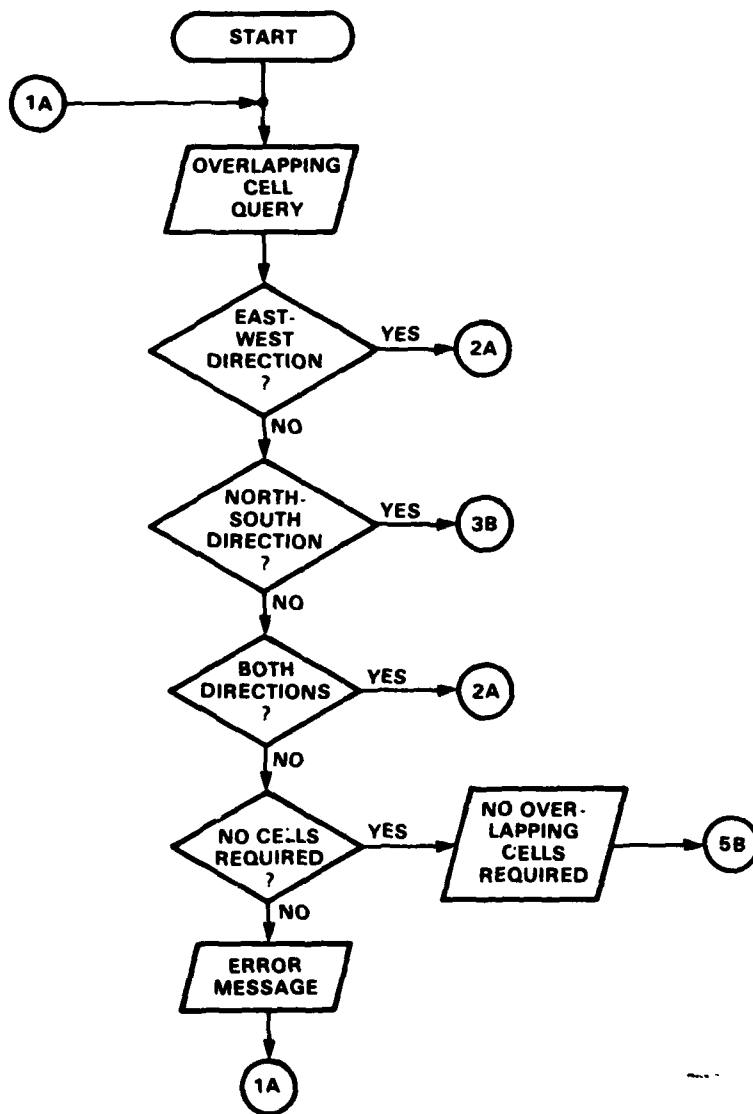 START
1A
OVERLAPPING
CELL
QUERY
EAST-
WEST
DIRECTION
?
YES
2A
NO
NORTH-
SOUTH
DIRECTION
?
YES
3B
NO
BOTH
DIRECTIONS
?
YES
2A
NO
NO CELLS
REQUIRED
?
YES
NO OVER-
LAPPING
CELLS
REQUIRED
5B
NO
ERROR
MESSAGE
1A